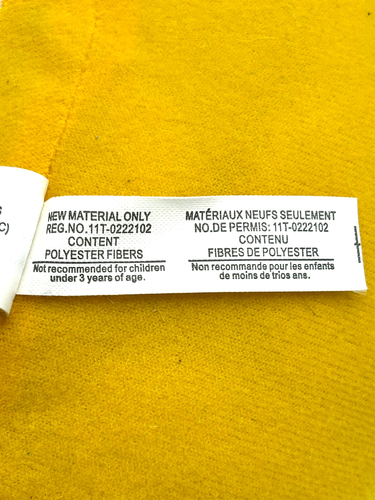 C)
NEW MATERIAL ONLY
REG.NO.11T-0222102
CONTENT
POLYESTER FIBERS
Not recommended for children
under 3 years of age.
MATÉRIAUX NEUFS SEULEMENT
NO.DE PERMIS: 11T-0222102
CONTENU
FIBRES DE POLYESTER
Non recommande pour les enfants
de moins de trios ans.